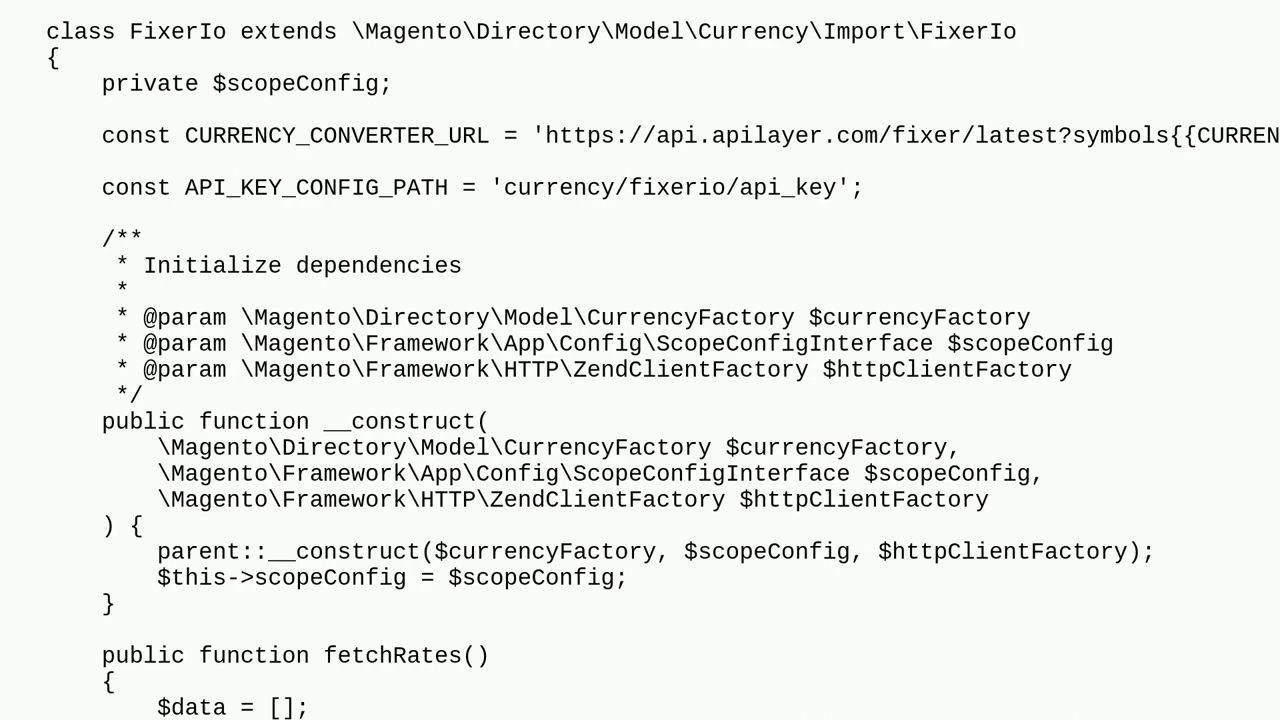 class FixerIo extends \Magento\Directory\Model\Currency\Import\FixerIo
{
    private $scopeConfig;

    const CURRENCY_CONVERTER_URL = 'https://api.apilayer.com/fixer/latest?symbols{{CURREN

    const API_KEY_CONFIG_PATH = 'currency/fixerio/api_key';

    /**
     * Initialize dependencies
     *
     * @param \Magento\Directory\Model\CurrencyFactory $currencyFactory
     * @param \Magento\Framework\App\Config\ScopeConfigInterface $scopeConfig
     * @param \Magento\Framework\HTTP\ZendClientFactory $httpClientFactory
     */
    public function __construct(
        \Magento\Directory\Model\CurrencyFactory $currencyFactory,
        \Magento\Framework\App\Config\ScopeConfigInterface $scopeConfig,
        \Magento\Framework\HTTP\ZendClientFactory $httpClientFactory
    ) {
        parent::__construct($currencyFactory, $scopeConfig, $httpClientFactory);
        $this->scopeConfig = $scopeConfig;
    }

    public function fetchRates()
    {
        $data = [];